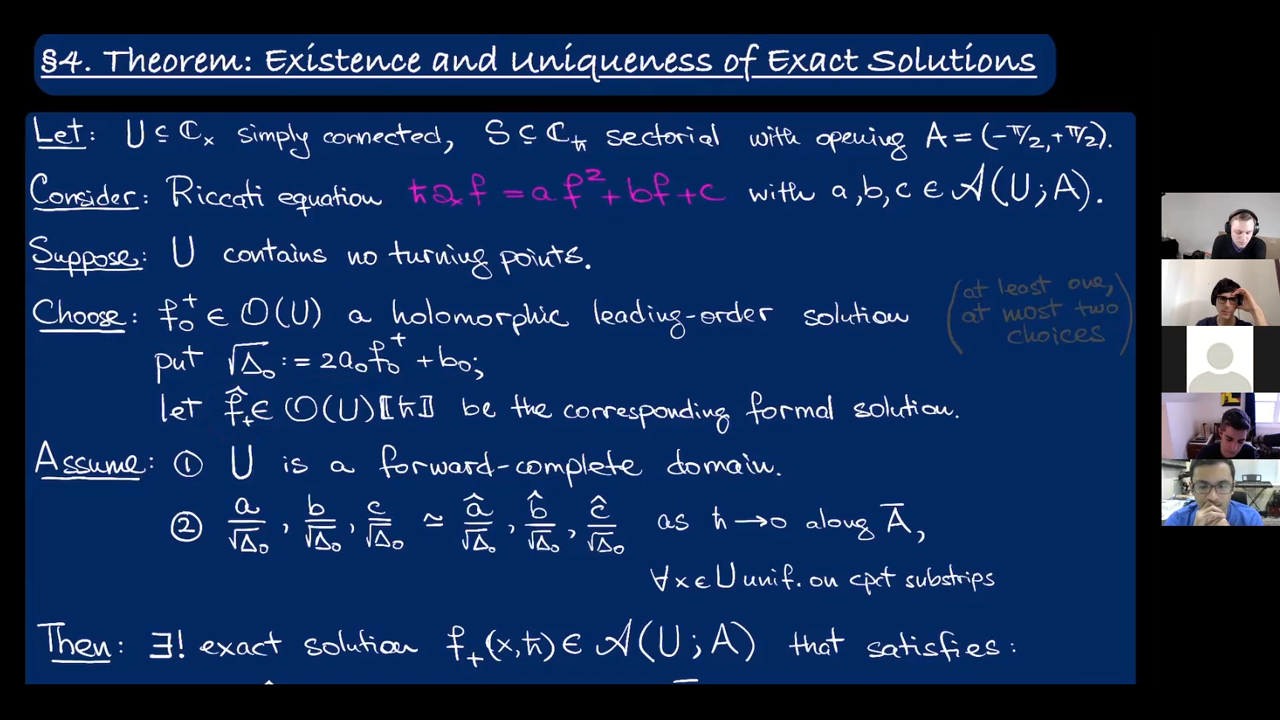 §4. Theorem: Existence and Uniqueness of Exact Solutions
Let: U ⊆ ℂₓ simply connected, S ⊆ ℂ_ħ sectorial with opening A = (-π/2, +π/2).
Consider: Riccati equation ħ∂ₓf = af² + bf + c with a, b, c ∈ 𝒜(U; A).
Suppose: U contains no turning points.
Choose: f₀⁺ ∈ 𝒪(U) a holomorphic leading-order solution
(at least one,
at most two
choices)
put √Δ₀ := 2a₀f₀⁺ + b₀;
let f̂₊ ∈ 𝒪(U)⟦ħ⟧ be the corresponding formal solution.
Assume: ① U is a forward-complete domain.
② a/√Δ₀, b/√Δ₀, c/√Δ₀ ≃ â/√Δ₀, b̂/√Δ₀, ĉ/√Δ₀ as ħ → 0 along Ā,
∀x ∈ U unif. on cpct substrips
Then: ∃! exact solution f₊(x,ħ) ∈ 𝒜(U; A) that satisfies: